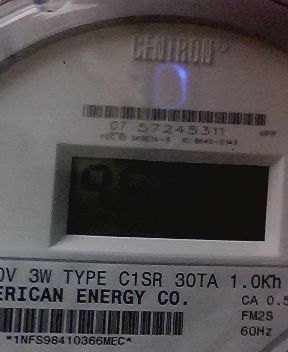 CENTRON®
07 57245311
0V 3W TYPE C1SR 30TA 1.0Kh
ERICAN ENERGY CO.
CA 0.5
FM2S
60Hz
*1NFS98410366MEC*